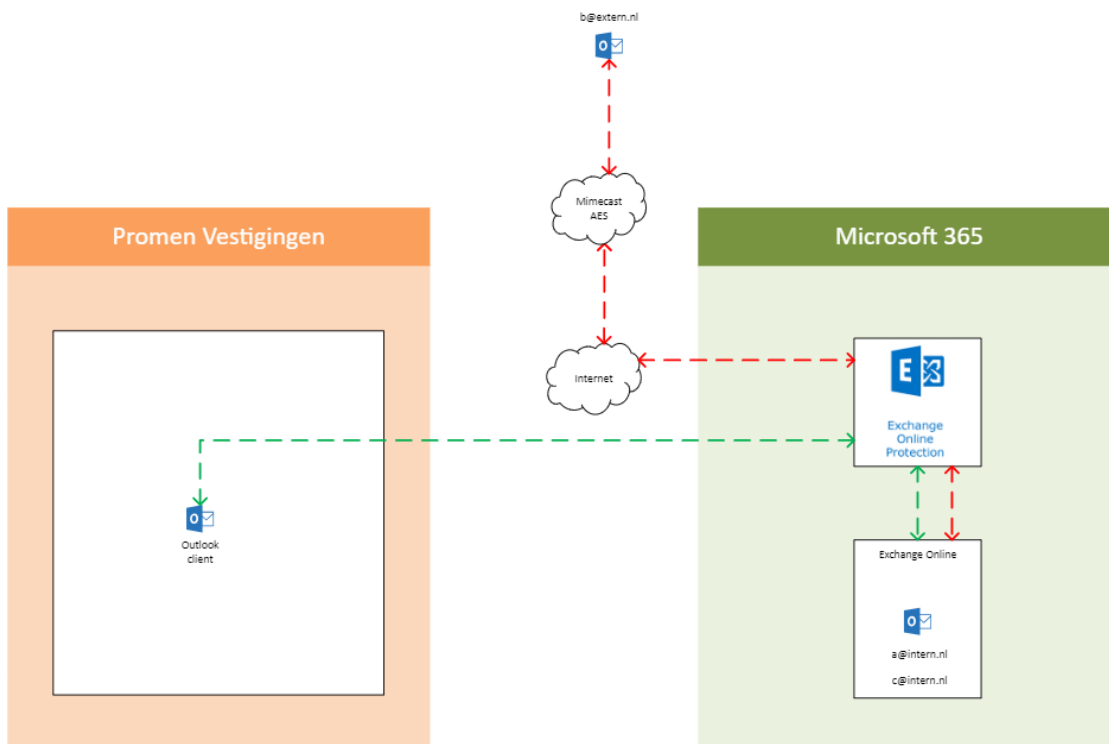 b@extern.nl
Mimecast
AES
Promen Vestigingen
Microsoft 365
Internet
E
Exchange
Online
Protection
Outlook
client
Exchange Online
a@intern.nl
c@intern.nl